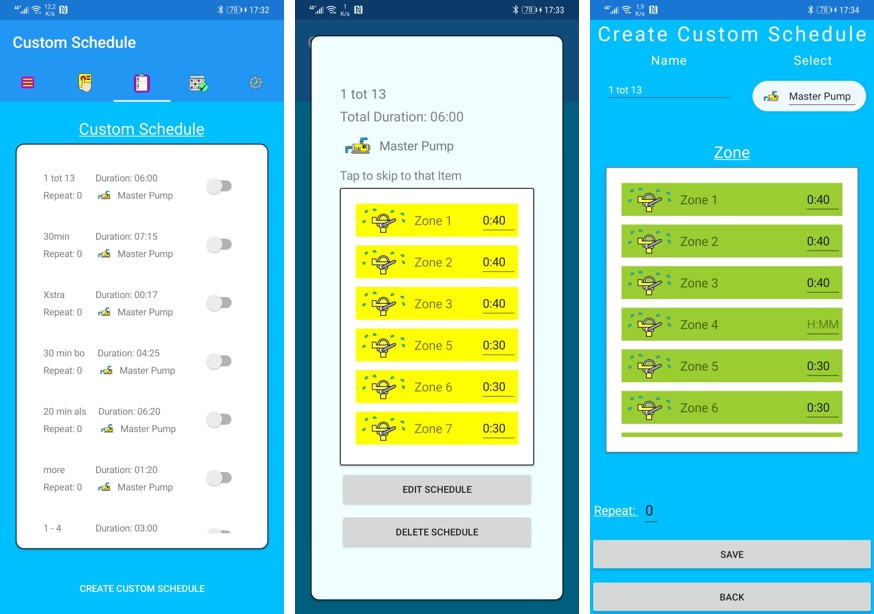 12,2 K/s 78 17:32
Custom Schedule
Custom Schedule
1 tot 13 Duration: 06:00
Repeat: 0 Master Pump
30min Duration: 07:15
Repeat: 0 Master Pump
Xstra Duration: 00:17
Repeat: 0 Master Pump
30 min bo Duration: 04:25
Repeat: 0 Master Pump
20 min als Duration: 06:20
Repeat: 0 Master Pump
more Duration: 01:20
Repeat: 0 Master Pump
1 - 4 Duration: 03:00
CREATE CUSTOM SCHEDULE
1 K/s 78 17:33
1 tot 13
Total Duration: 06:00
Master Pump
Tap to skip to that Item
Zone 1 0:40
Zone 2 0:40
Zone 3 0:40
Zone 5 0:30
Zone 6 0:30
Zone 7 0:30
EDIT SCHEDULE
DELETE SCHEDULE
1,9 K/s 78 17:34
Create Custom Schedule
Name Select
1 tot 13 Master Pump
Zone
Zone 1 0:40
Zone 2 0:40
Zone 3 0:40
Zone 4 H:MM
Zone 5 0:30
Zone 6 0:30
Repeat: 0
SAVE
BACK